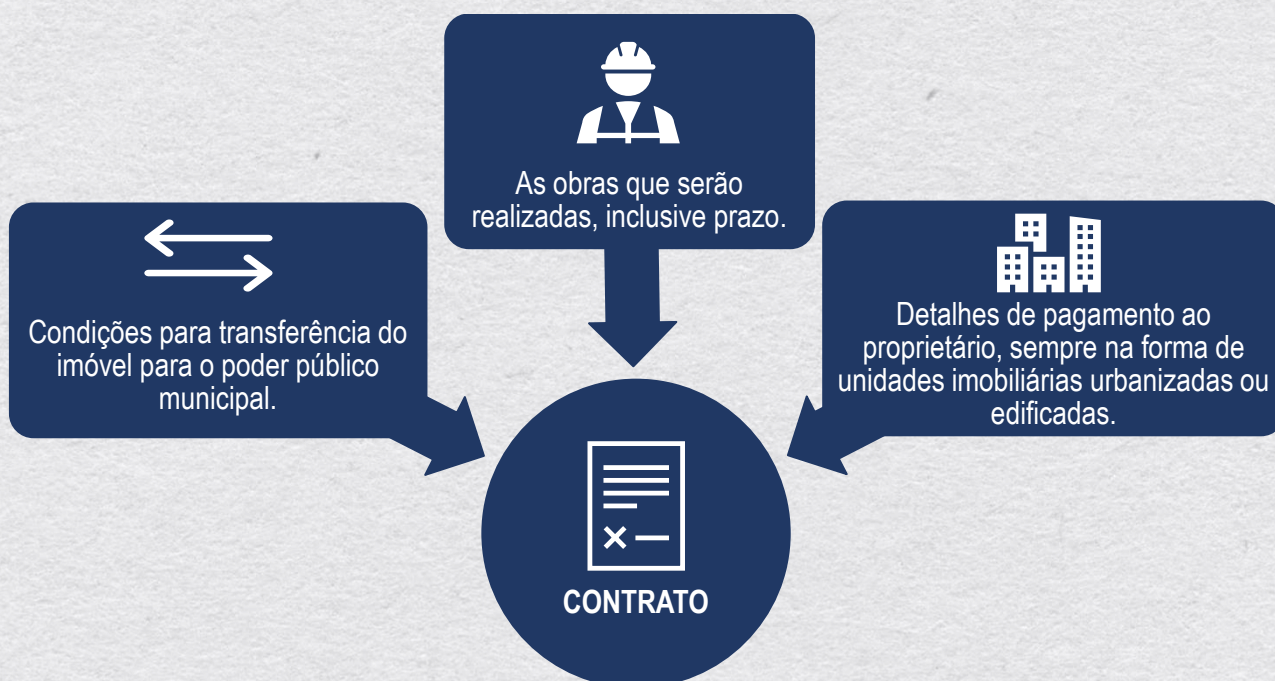 As obras que serão
realizadas, inclusive prazo.
Condições para transferência do
imóvel para o poder público
municipal.
Detalhes de pagamento ao
proprietário, sempre na forma de
unidades imobiliárias urbanizadas ou
edificadas.
CONTRATO